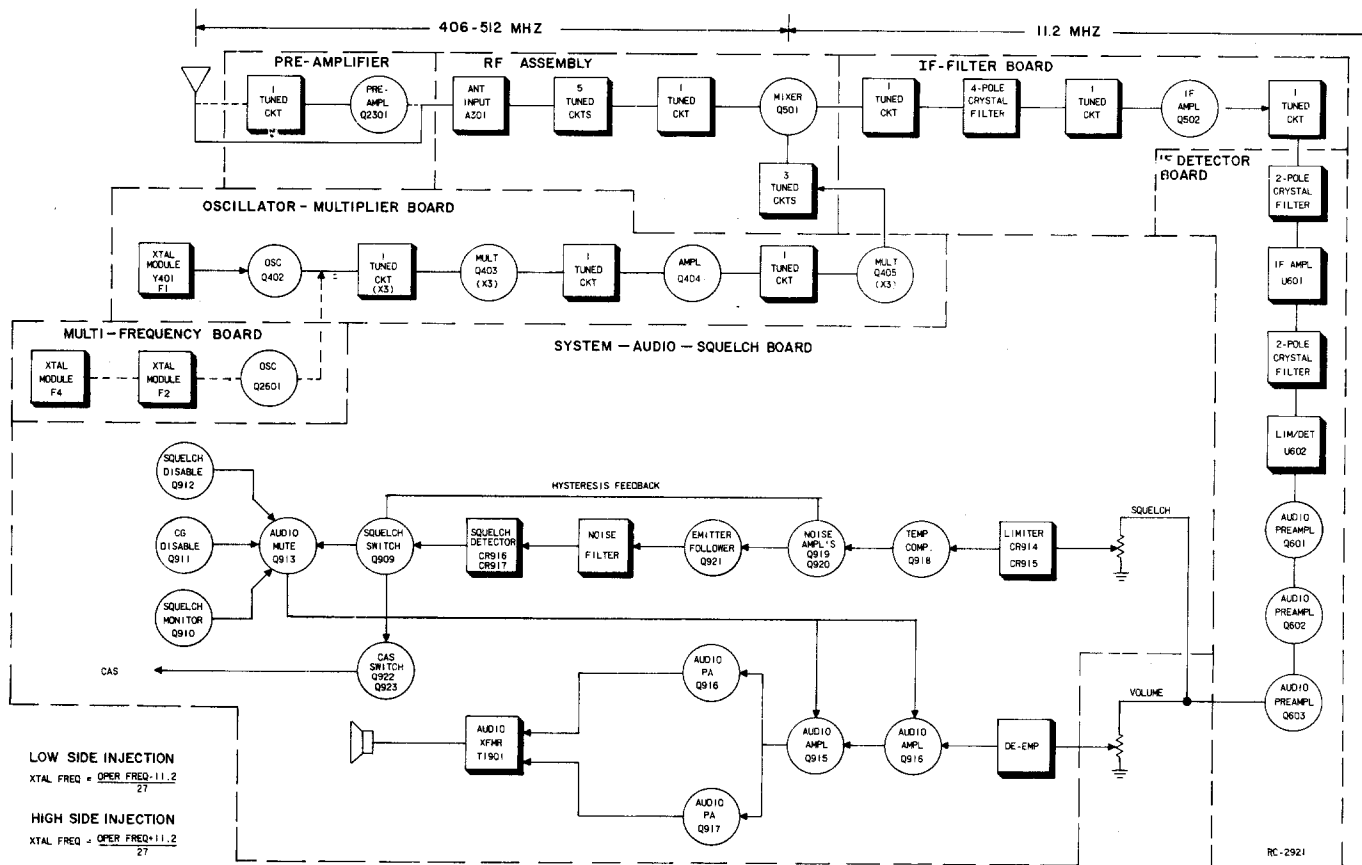 406-512 MHZ
11.2 MHZ
PRE-AMPLIFIER
RF ASSEMBLY
IF-FILTER BOARD
1
TUNED
CKT
PRE-
AMPL
Q2301
ANT
INPUT
A301
5
TUNED
CKTS
1
TUNED
CKT
MIXER
Q501
1
TUNED
CKT
4-POLE
CRYSTAL
FILTER
1
TUNED
CKT
IF
AMPL
Q502
1
TUNED
CKT
IF DETECTOR
BOARD
3
TUNED
CKTS
2-POLE
CRYSTAL
FILTER
OSCILLATOR - MULTIPLIER BOARD
XTAL
MODULE
Y401
F1
OSC
Q402
1
TUNED
CKT
(X3)
MULT
Q403
(X3)
1
TUNED
CKT
AMPL
Q404
1
TUNED
CKT
MULT
Q405
(X3)
IF AMPL
U601
MULTI-FREQUENCY BOARD
SYSTEM - AUDIO - SQUELCH BOARD
XTAL
MODULE
F4
XTAL
MODULE
F2
OSC
Q2601
2-POLE
CRYSTAL
FILTER
LIM/DET
U602
SQUELCH
DISABLE
Q912
HYSTERESIS FEEDBACK
SQUELCH
CG
DISABLE
Q911
AUDIO
MUTE
Q913
SQUELCH
SWITCH
Q909
SQUELCH
DETECTOR
CR916
CR917
NOISE
FILTER
EMITTER
FOLLOWER
Q921
NOISE
AMPL'S
Q919
Q920
TEMP
COMP.
Q918
LIMITER
CR914
CR915
AUDIO
PREAMPL
Q601
SQUELCH
MONITOR
Q910
AUDIO
PREAMPL
Q602
CAS
CAS
SWITCH
Q922
Q923
AUDIO
PA
Q916
VOLUME
AUDIO
PREAMPL
Q603
AUDIO
XFMR
T1901
AUDIO
AMPL
Q915
AUDIO
AMPL
Q916
DE-EMP
AUDIO
PA
Q917
LOW SIDE INJECTION
XTAL FREQ = OPER FREQ-11.2
27
HIGH SIDE INJECTION
XTAL FREQ = OPER FREQ+11.2
27
RC-2921